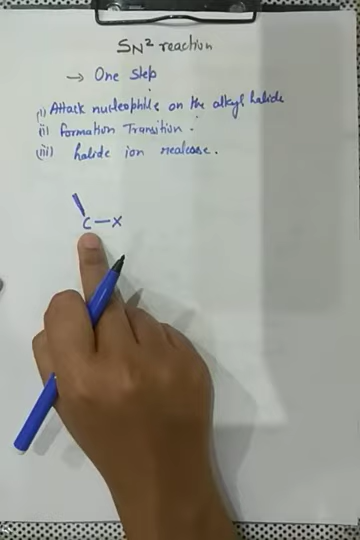 SN² reaction
→ One step
(i) Attack nucleophile on the alkyl halide
(ii) formation Transition.
(iii) halide ion realease.
C—X